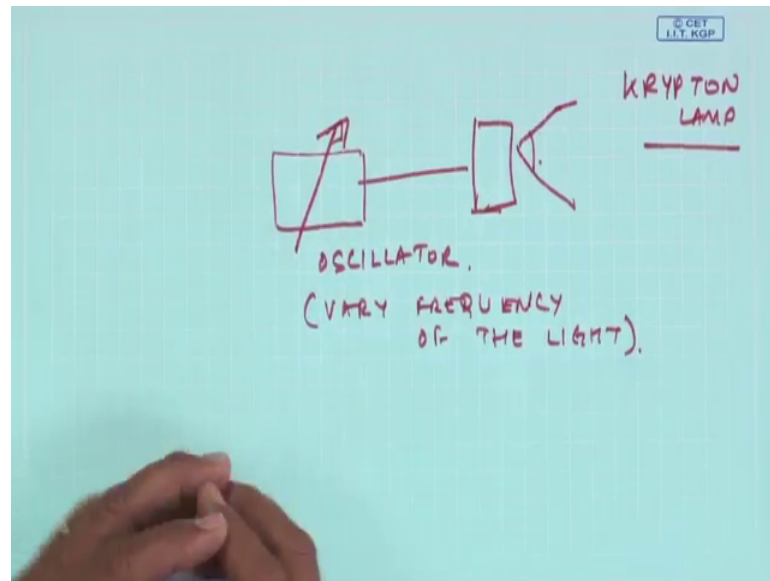 © CET
I.I.T. KGP
KRYPTON
LAMP
OSCILLATOR.
(VARY FREQUENCY
OF THE LIGHT).